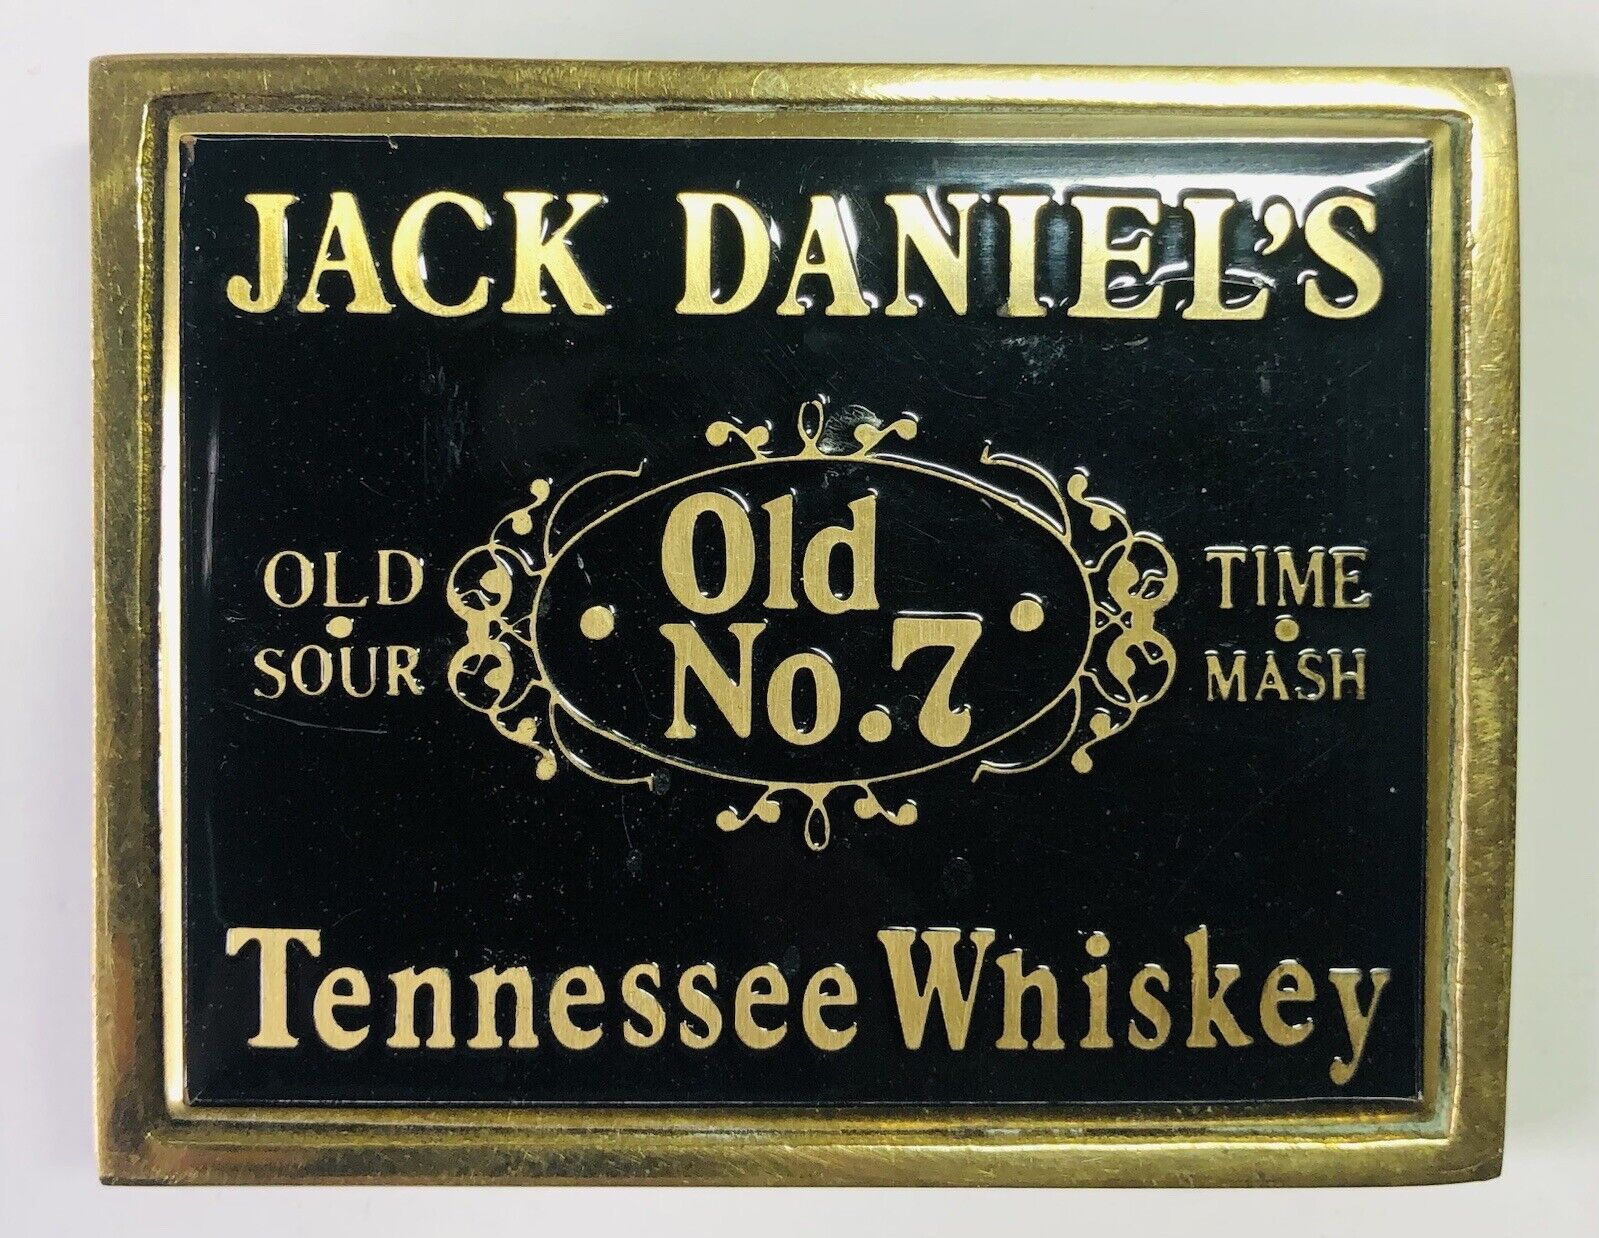 JACK DANIEL'S
OLD TIME
Old
No.7
SOUR MASH
Tennessee Whiskey